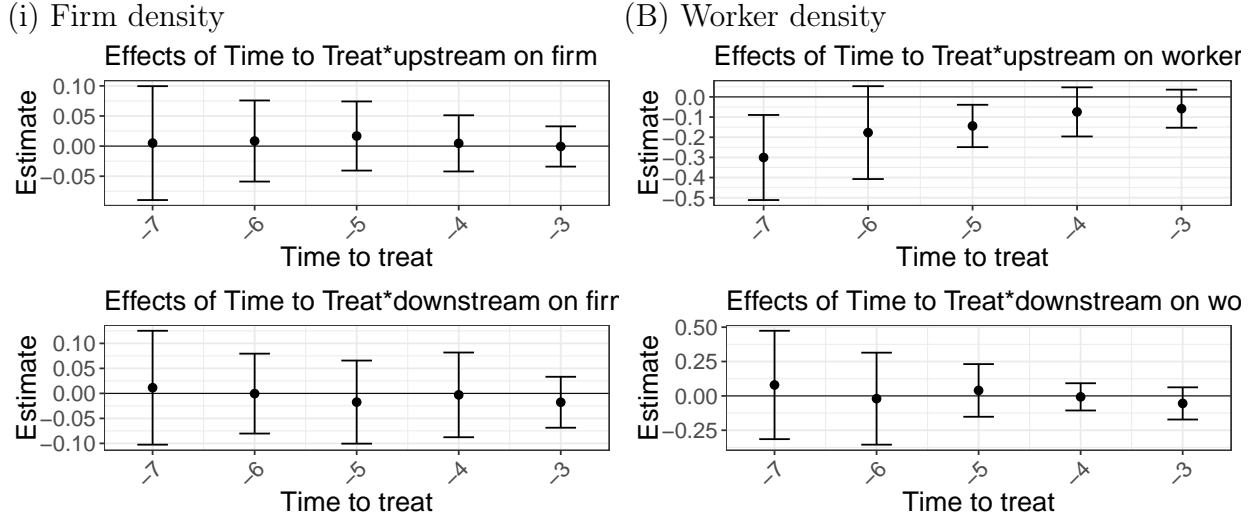 (i) Firm density
Effects of Time to Treat*upstream on firm
Estimate
0.10
0.05
0.00
−0.05
−7
−6
−5
−4
−3
Time to treat
Effects of Time to Treat*downstream on firm
Estimate
0.10
0.05
0.00
−0.05
−0.10
−7
−6
−5
−4
−3
Time to treat
(B) Worker density
Effects of Time to Treat*upstream on worker
Estimate
0.0
−0.1
−0.2
−0.3
−0.4
−0.5
−7
−6
−5
−4
−3
Time to treat
Effects of Time to Treat*downstream on wo
Estimate
0.50
0.25
0.00
−0.25
−7
−6
−5
−4
−3
Time to treat